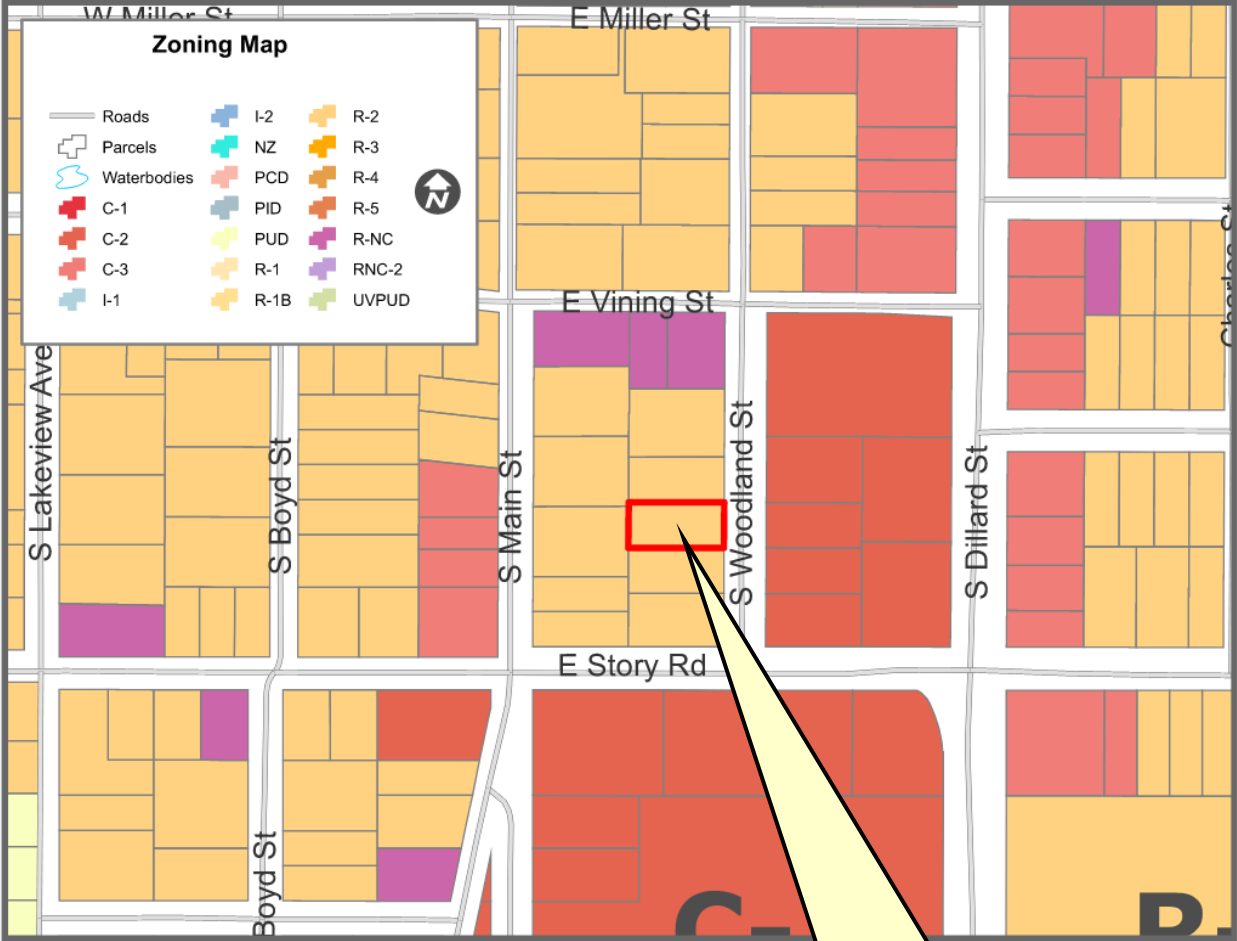 W Miller St
E Miller St
Zoning Map
Roads
Parcels
Waterbodies
C-1
C-2
C-3
I-1
I-2
NZ
PCD
PID
PUD
R-1
R-1B
R-2
R-3
R-4
R-5
R-NC
RNC-2
UVPUD
N
E Vining St
Charles St
S Lakeview Ave
S Boyd St
S Main St
S Woodland St
S Dillard St
E Story Rd
Boyd St
C-
R-